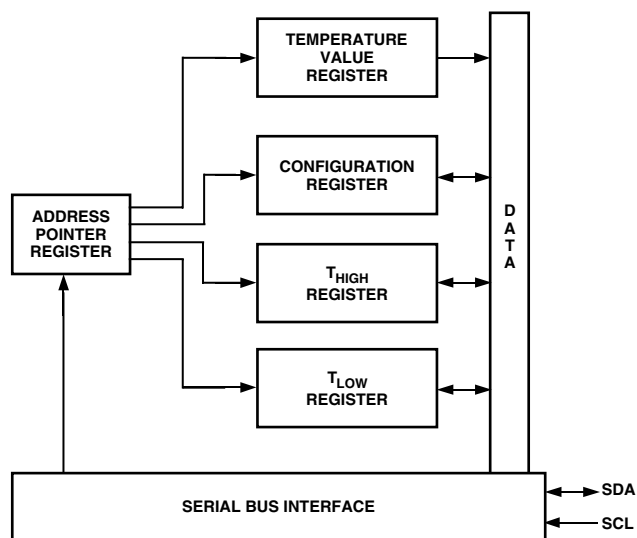 TEMPERATURE
VALUE
REGISTER
CONFIGURATION
REGISTER
ADDRESS
POINTER
REGISTER
D
A
T
A
THIGH
REGISTER
TLOW
REGISTER
SERIAL BUS INTERFACE
SDA
SCL